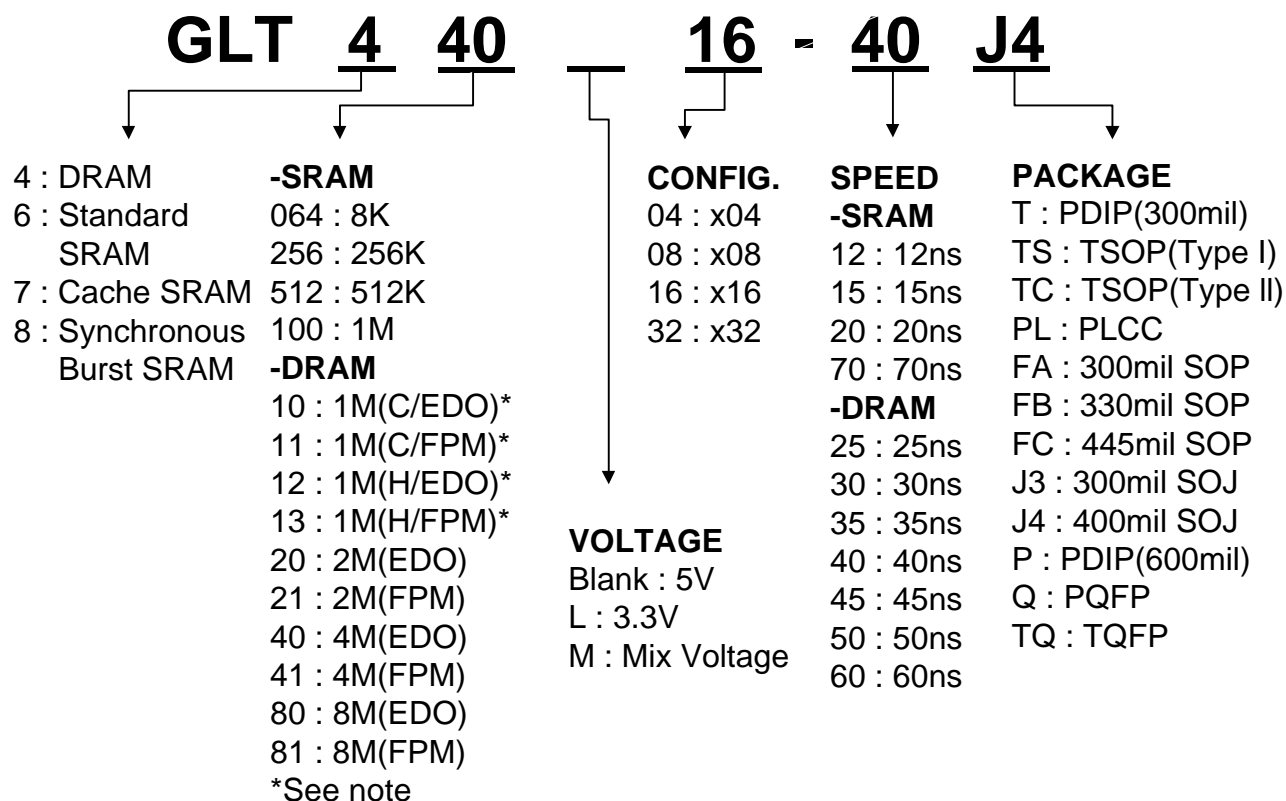 GLT 4 40 16 - 40 J4
4 : DRAM
6 : Standard
SRAM
7 : Cache SRAM
8 : Synchronous
Burst SRAM
-SRAM
064 : 8K
256 : 256K
512 : 512K
100 : 1M
-DRAM
10 : 1M(C/EDO)*
11 : 1M(C/FPM)*
12 : 1M(H/EDO)*
13 : 1M(H/FPM)*
20 : 2M(EDO)
21 : 2M(FPM)
40 : 4M(EDO)
41 : 4M(FPM)
80 : 8M(EDO)
81 : 8M(FPM)
*See note
VOLTAGE
Blank : 5V
L : 3.3V
M : Mix Voltage
CONFIG.
04 : x04
08 : x08
16 : x16
32 : x32
SPEED
-SRAM
12 : 12ns
15 : 15ns
20 : 20ns
70 : 70ns
-DRAM
25 : 25ns
30 : 30ns
35 : 35ns
40 : 40ns
45 : 45ns
50 : 50ns
60 : 60ns
PACKAGE
T : PDIP(300mil)
TS : TSOP(Type I)
TC : TSOP(Type ll)
PL : PLCC
FA : 300mil SOP
FB : 330mil SOP
FC : 445mil SOP
J3 : 300mil SOJ
J4 : 400mil SOJ
P : PDIP(600mil)
Q : PQFP
TQ : TQFP